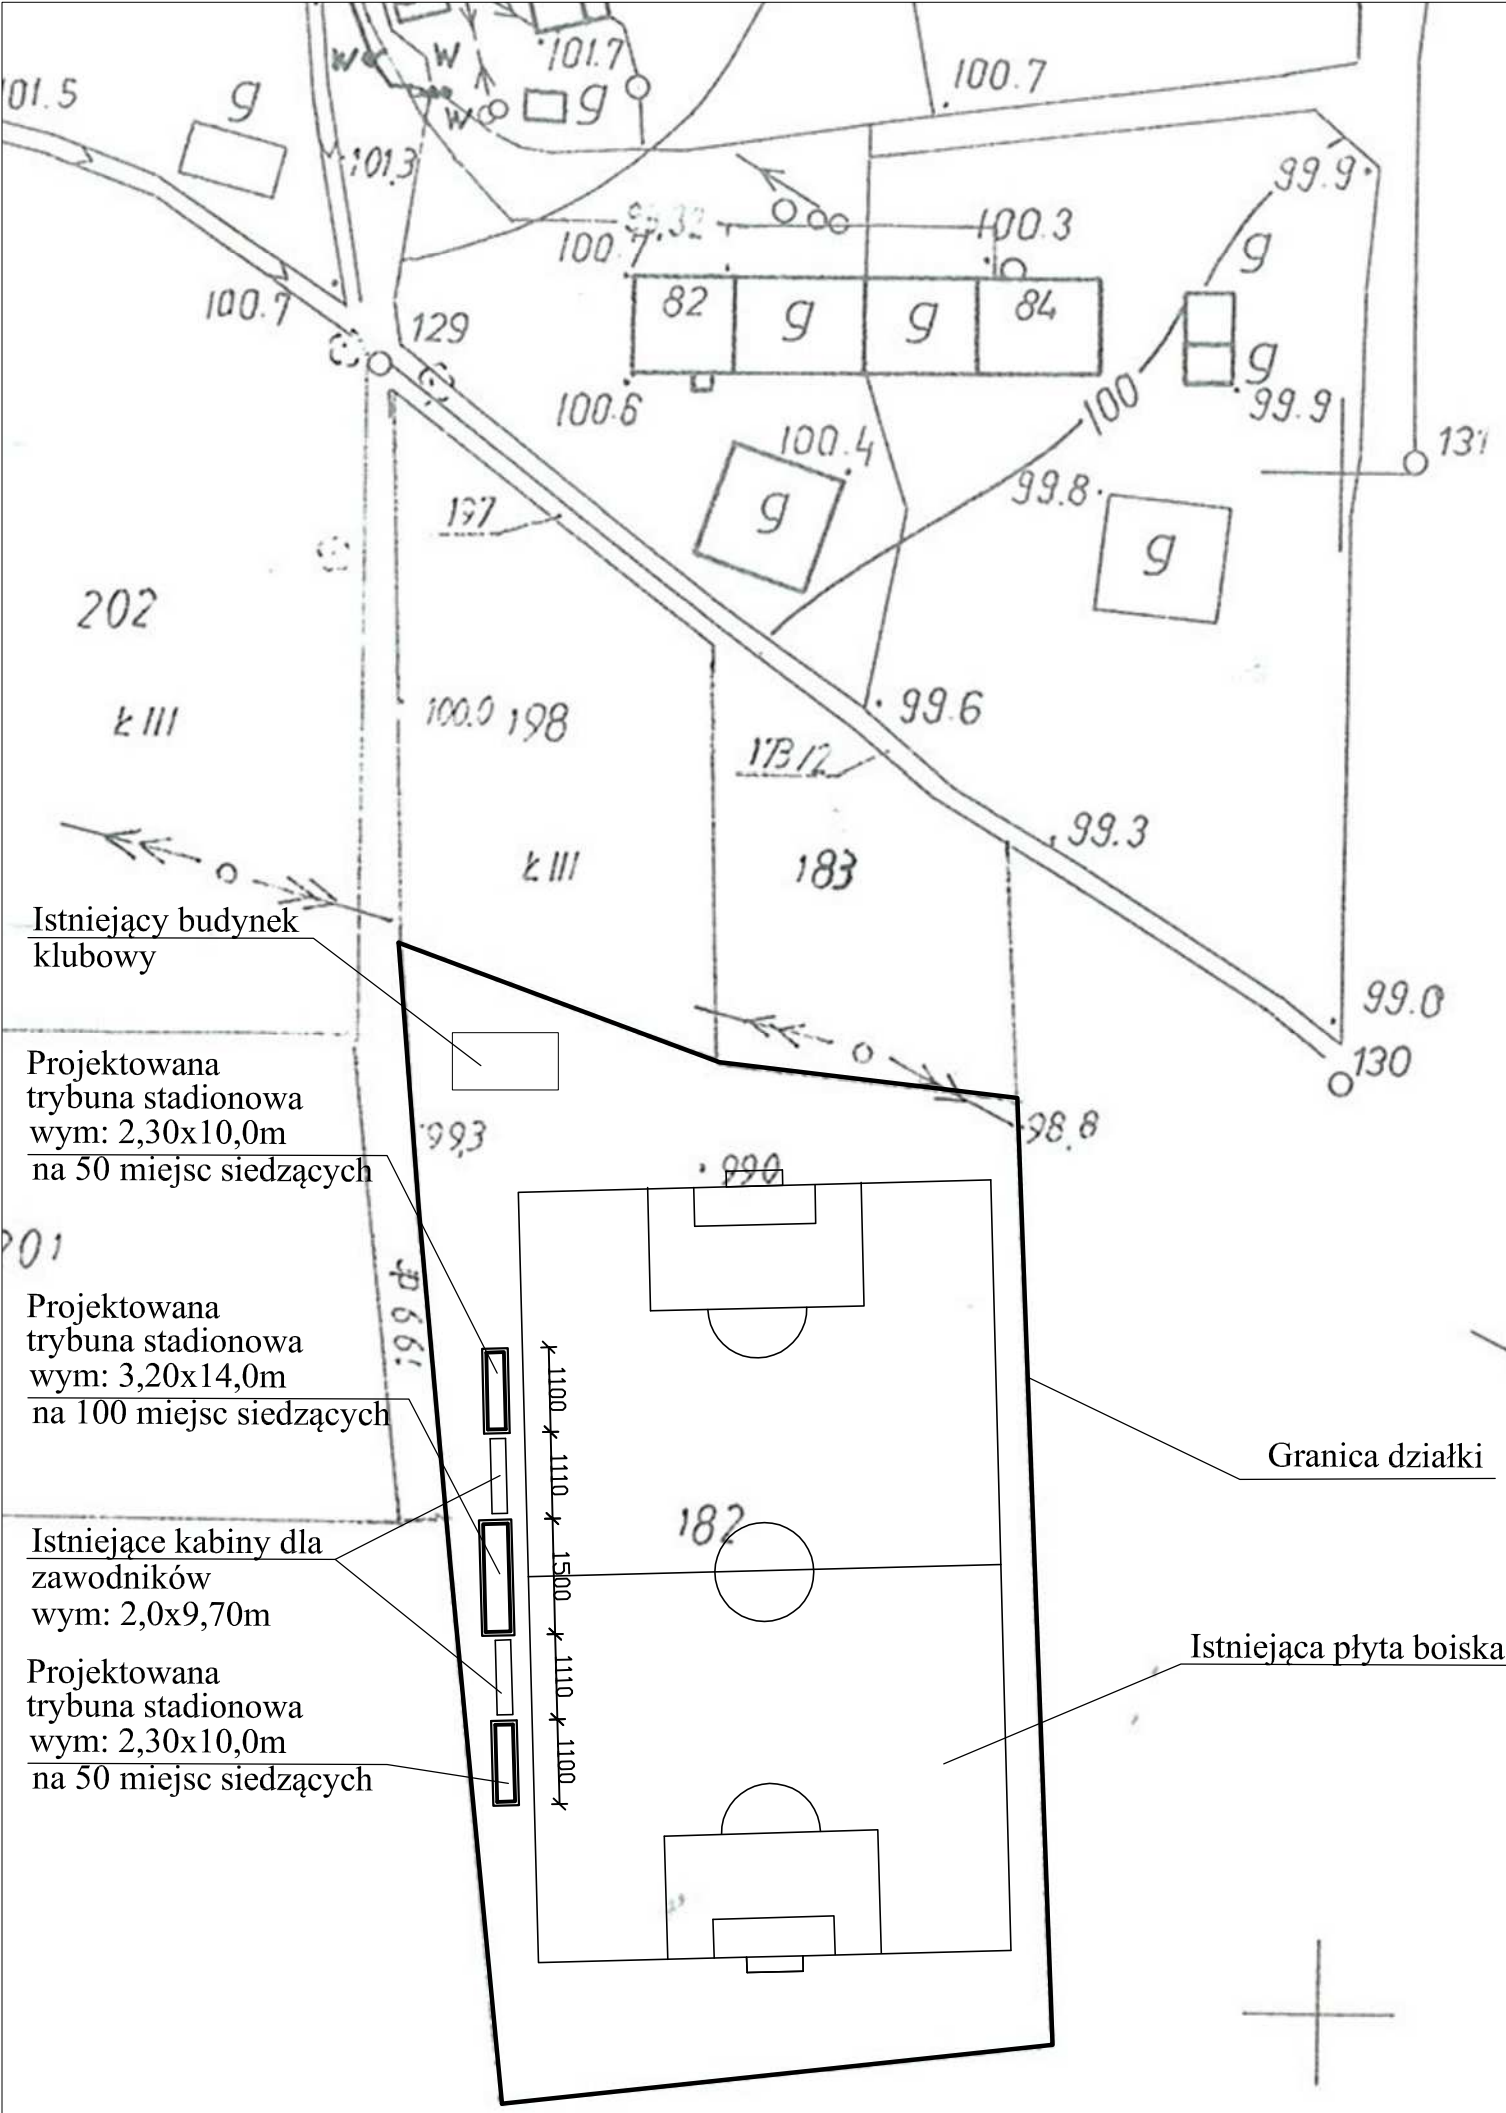 101.7
W
W
100.7
01.5
g
g
W
101.3
99.9
99.32
100.3
g
100.7
100.7
82
g
g
84
129
g
100
100.6
99.9
100.4
131
99.8
g
197
g
202
100.0
198
99.6
Ł III
173/2
99.3
Ł III
183
Istniejący budynek
klubowy
99.0
130
Projektowana
trybuna stadionowa
wym: 2,30x10,0m
na 50 miejsc siedzących
99,3
98.8
990
201
Projektowana
trybuna stadionowa
wym: 3,20x14,0m
na 100 miejsc siedzących
1100
1110
Granica działki
182
Istniejące kabiny dla
zawodników
wym: 2,0x9,70m
1500
Istniejąca płyta boiska
Projektowana
trybuna stadionowa
wym: 2,30x10,0m
na 50 miejsc siedzących
1110
1100